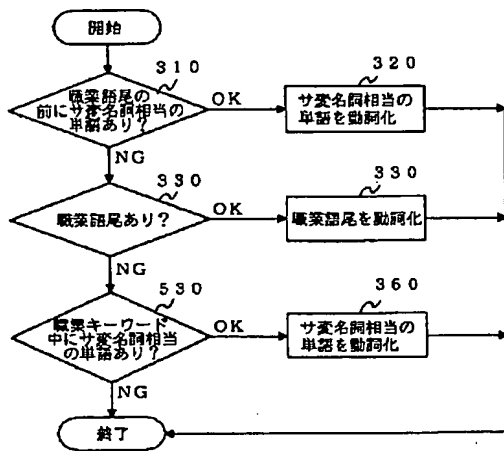 開始
310
職業語尾の
前にサ変名詞相当の
単語あり?
OK
320
サ変名詞相当の
単語を動詞化
NG
330
職業語尾あり?
OK
330
職業語尾を動詞化
NG
530
職業キーワード
中にサ変名詞相当
の単語あり?
OK
360
サ変名詞相当の
単語を動詞化
NG
終了